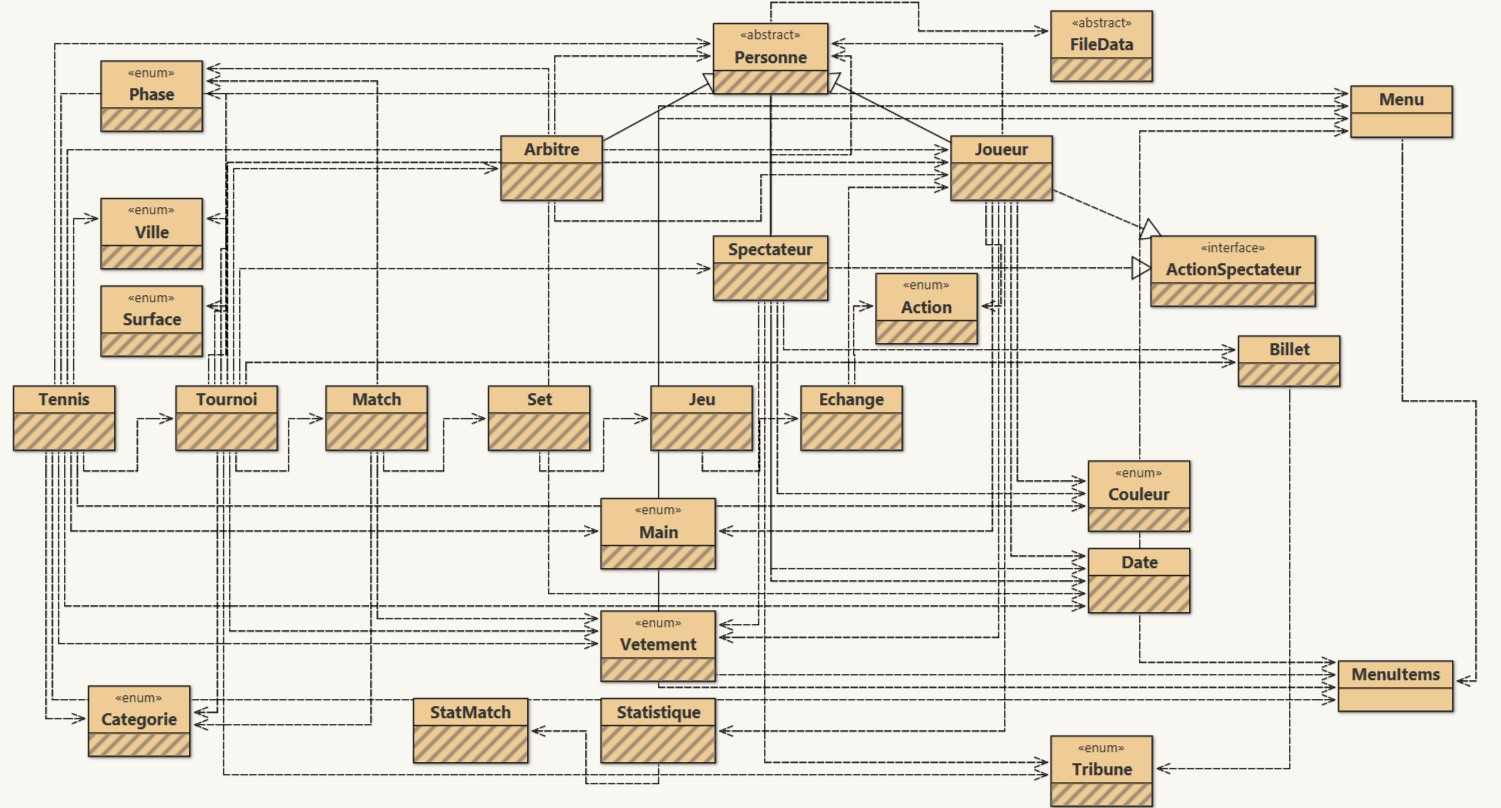 «abstract»
Personne
«abstract»
FileData
«enum»
Phase
Menu
Arbitre
Joueur
«enum»
Ville
Spectateur
«interface»
ActionSpectateur
«enum»
Surface
«enum»
Action
Billet
Tennis
Tournoi
Match
Set
Jeu
Echange
«enum»
Couleur
«enum»
Main
Date
«enum»
Vetement
MenuItems
«enum»
Categorie
StatMatch
Statistique
«enum»
Tribune